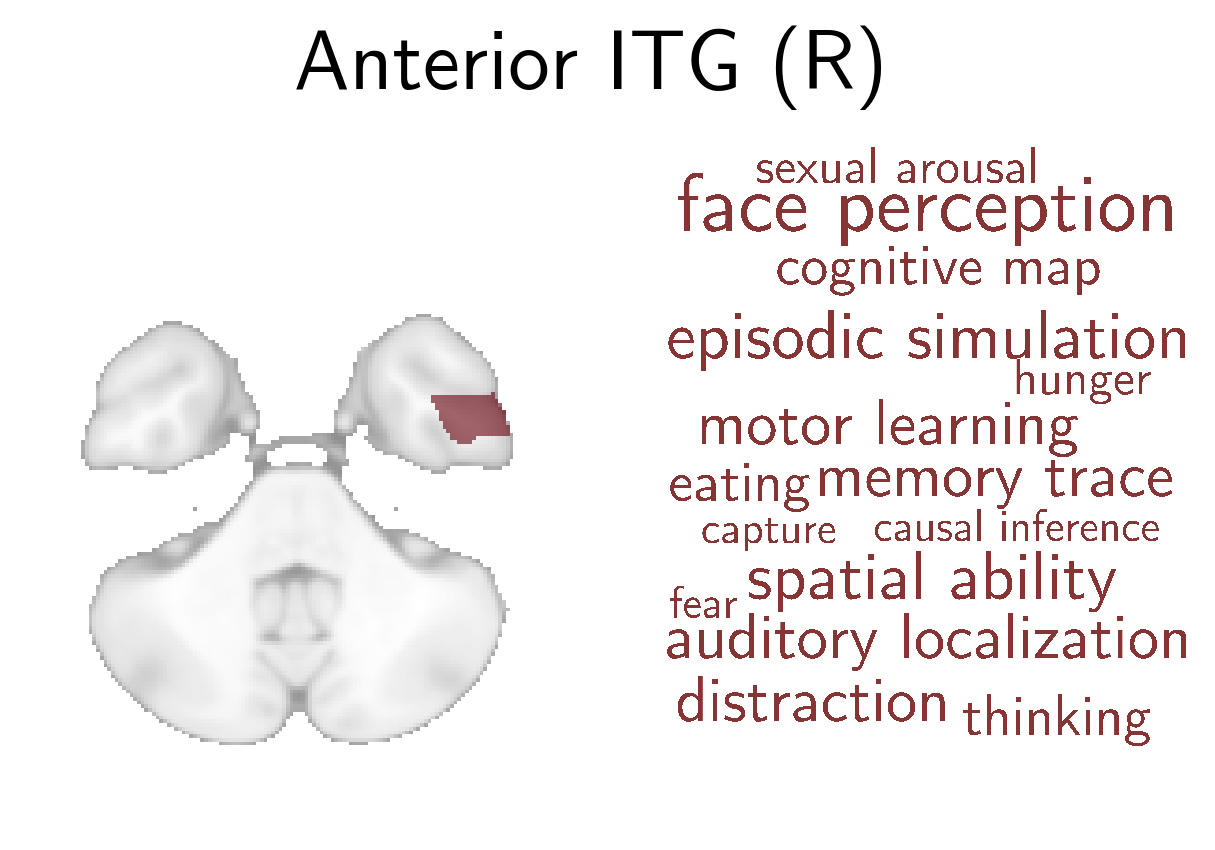 Anterior ITG (R)
sexual arousal
face perception
cognitive map
episodic simulation
hunger
motor learning
eating memory trace
capture causal inference
spatial ability
fear
auditory localization
distraction thinking